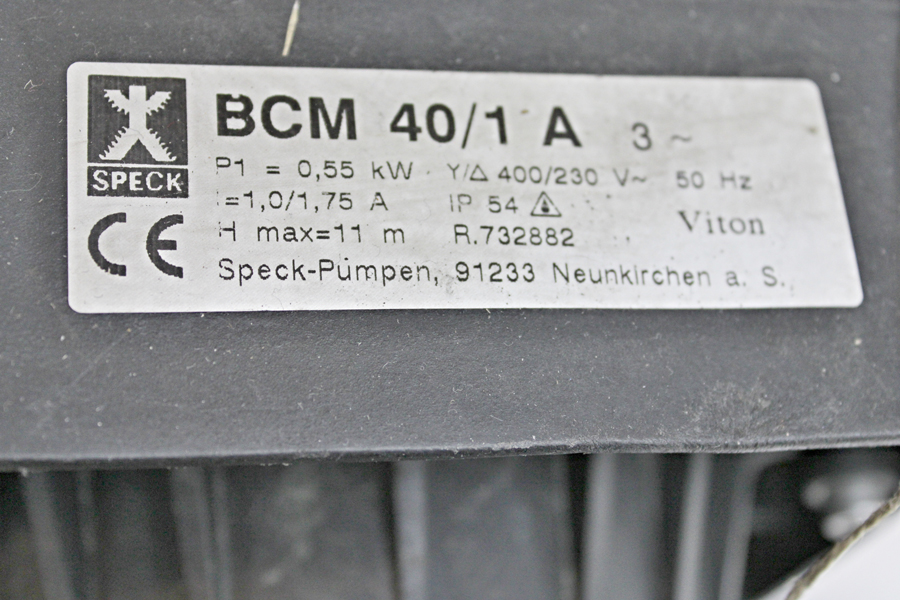 BCM 40/1 A 3 ~
SPECK
P1 = 0,55 kW Y/Δ 400/230 V~ 50 Hz
I=1,0/1,75 A IP 54
CE
H max=11 m R.732882 Viton
Speck-Pumpen, 91233 Neunkirchen a. S.